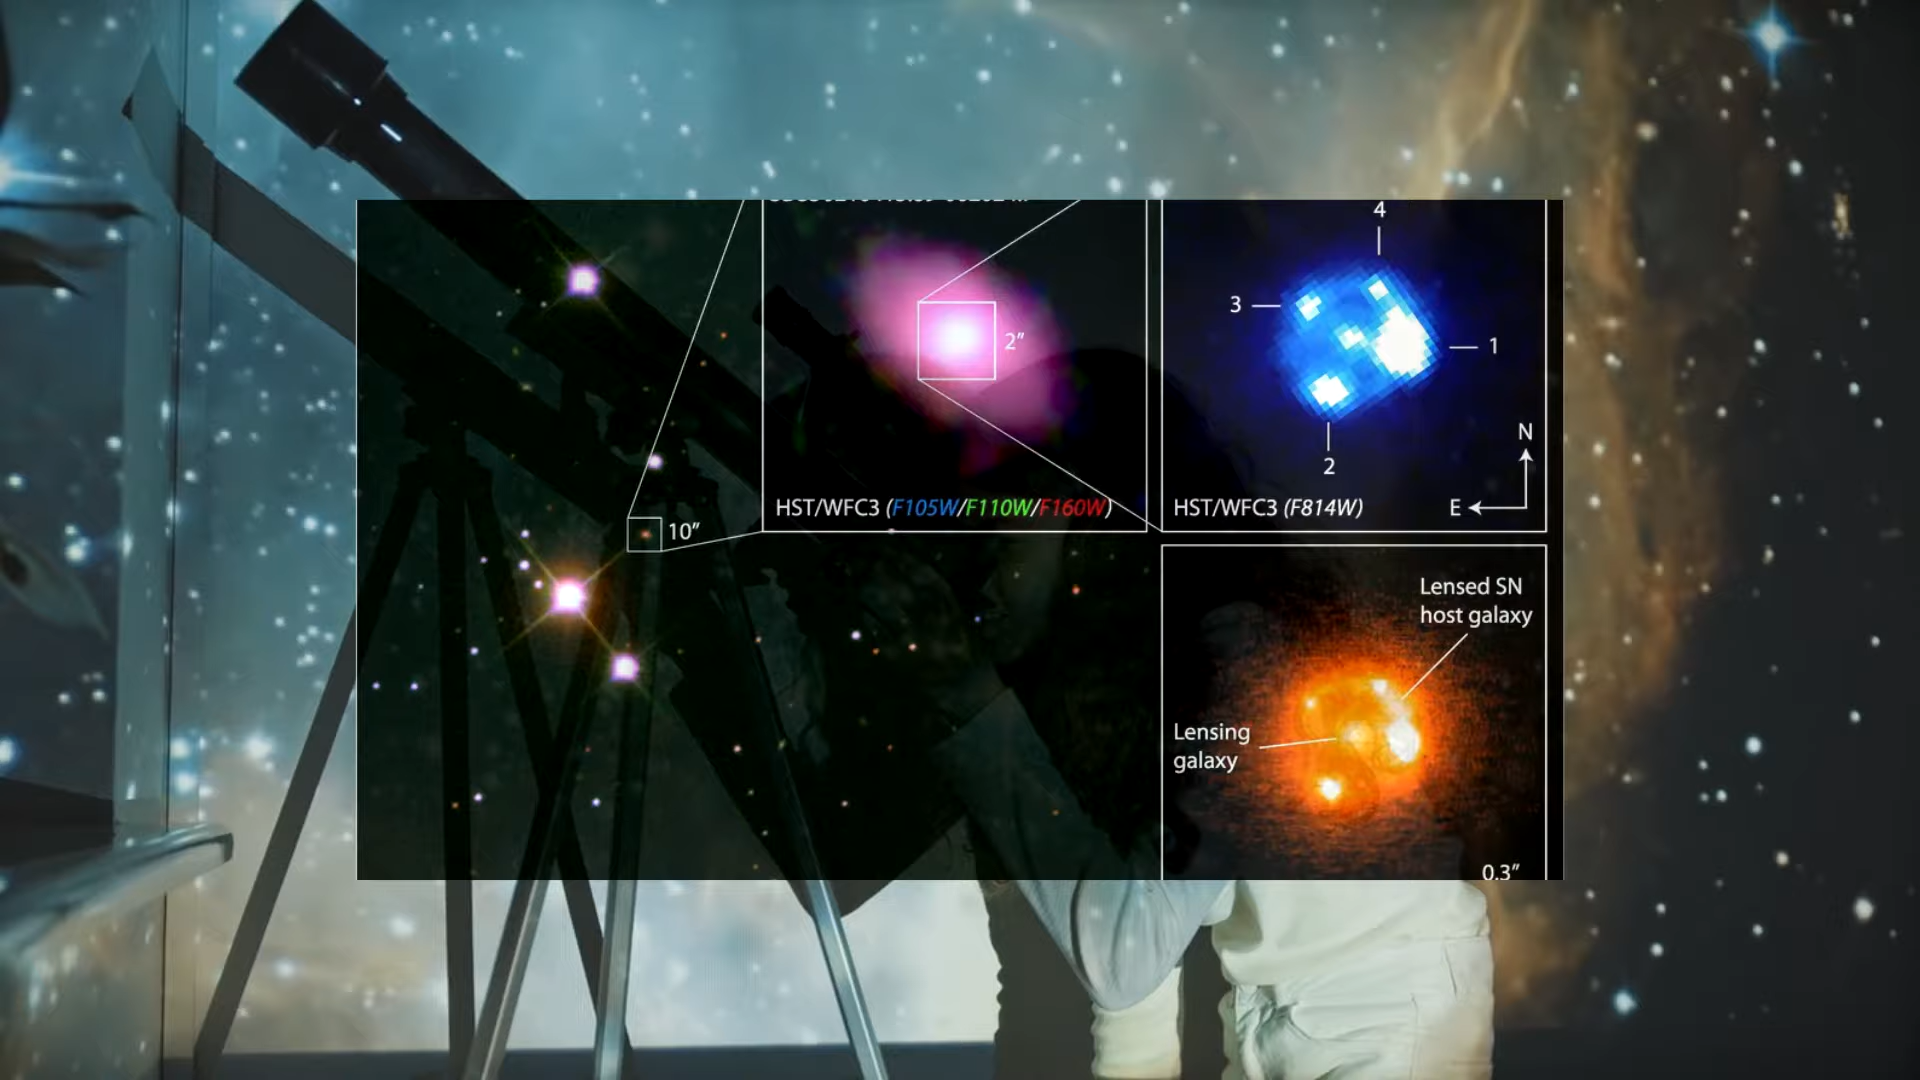 4
3
2"
1
2
N
HST/WFC3 (F105W/F110W/F160W)
HST/WFC3 (F814W)
E
10"
Lensed SN
host galaxy
Lensing
galaxy
0.3"